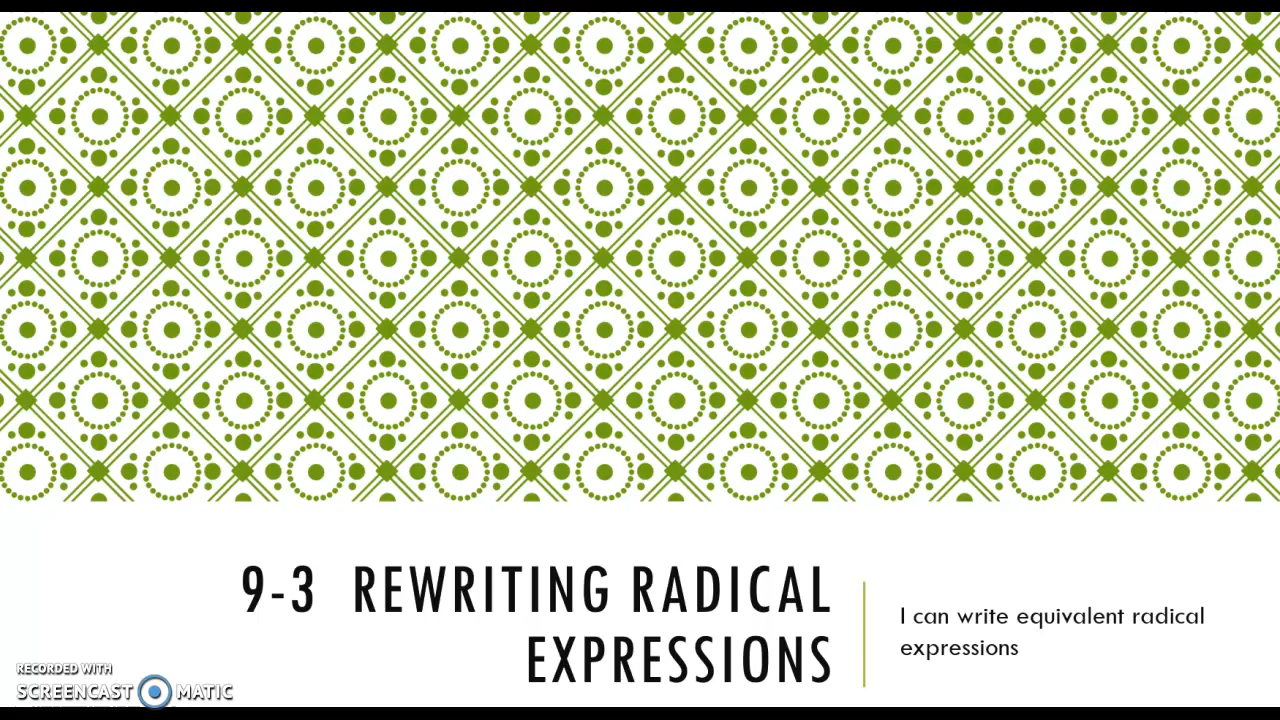 9-3 REWRITING RADICAL
EXPRESSIONS
I can write equivalent radical
expressions
RECORDED WITH
SCREENCAST MATIC